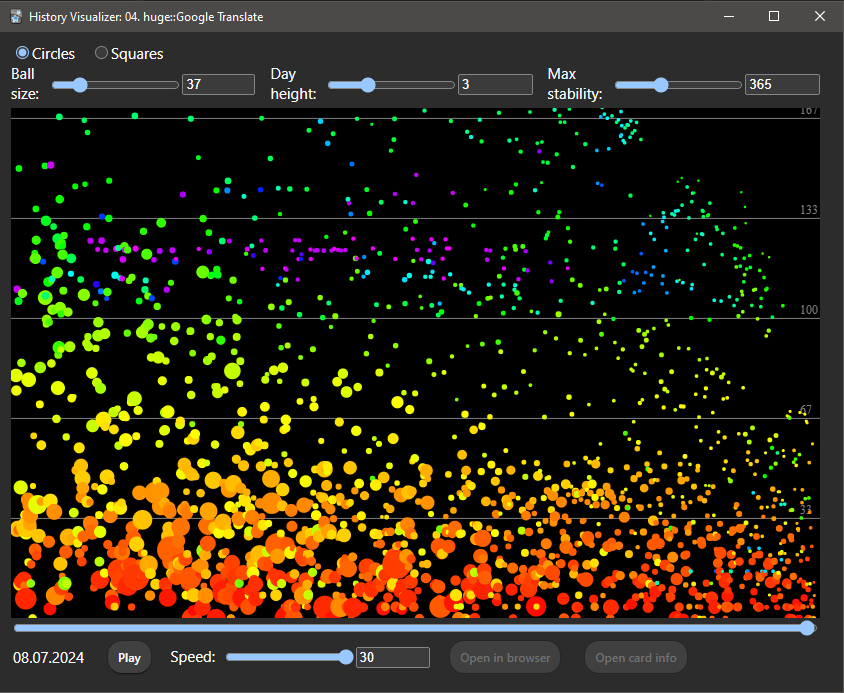 History Visualizer: 04. huge::Google Translate
Circles Squares
Ball size: 37 Day height: 3 Max stability: 365
167
133
100
67
33
08.07.2024 Play Speed: 30 Open in browser Open card info